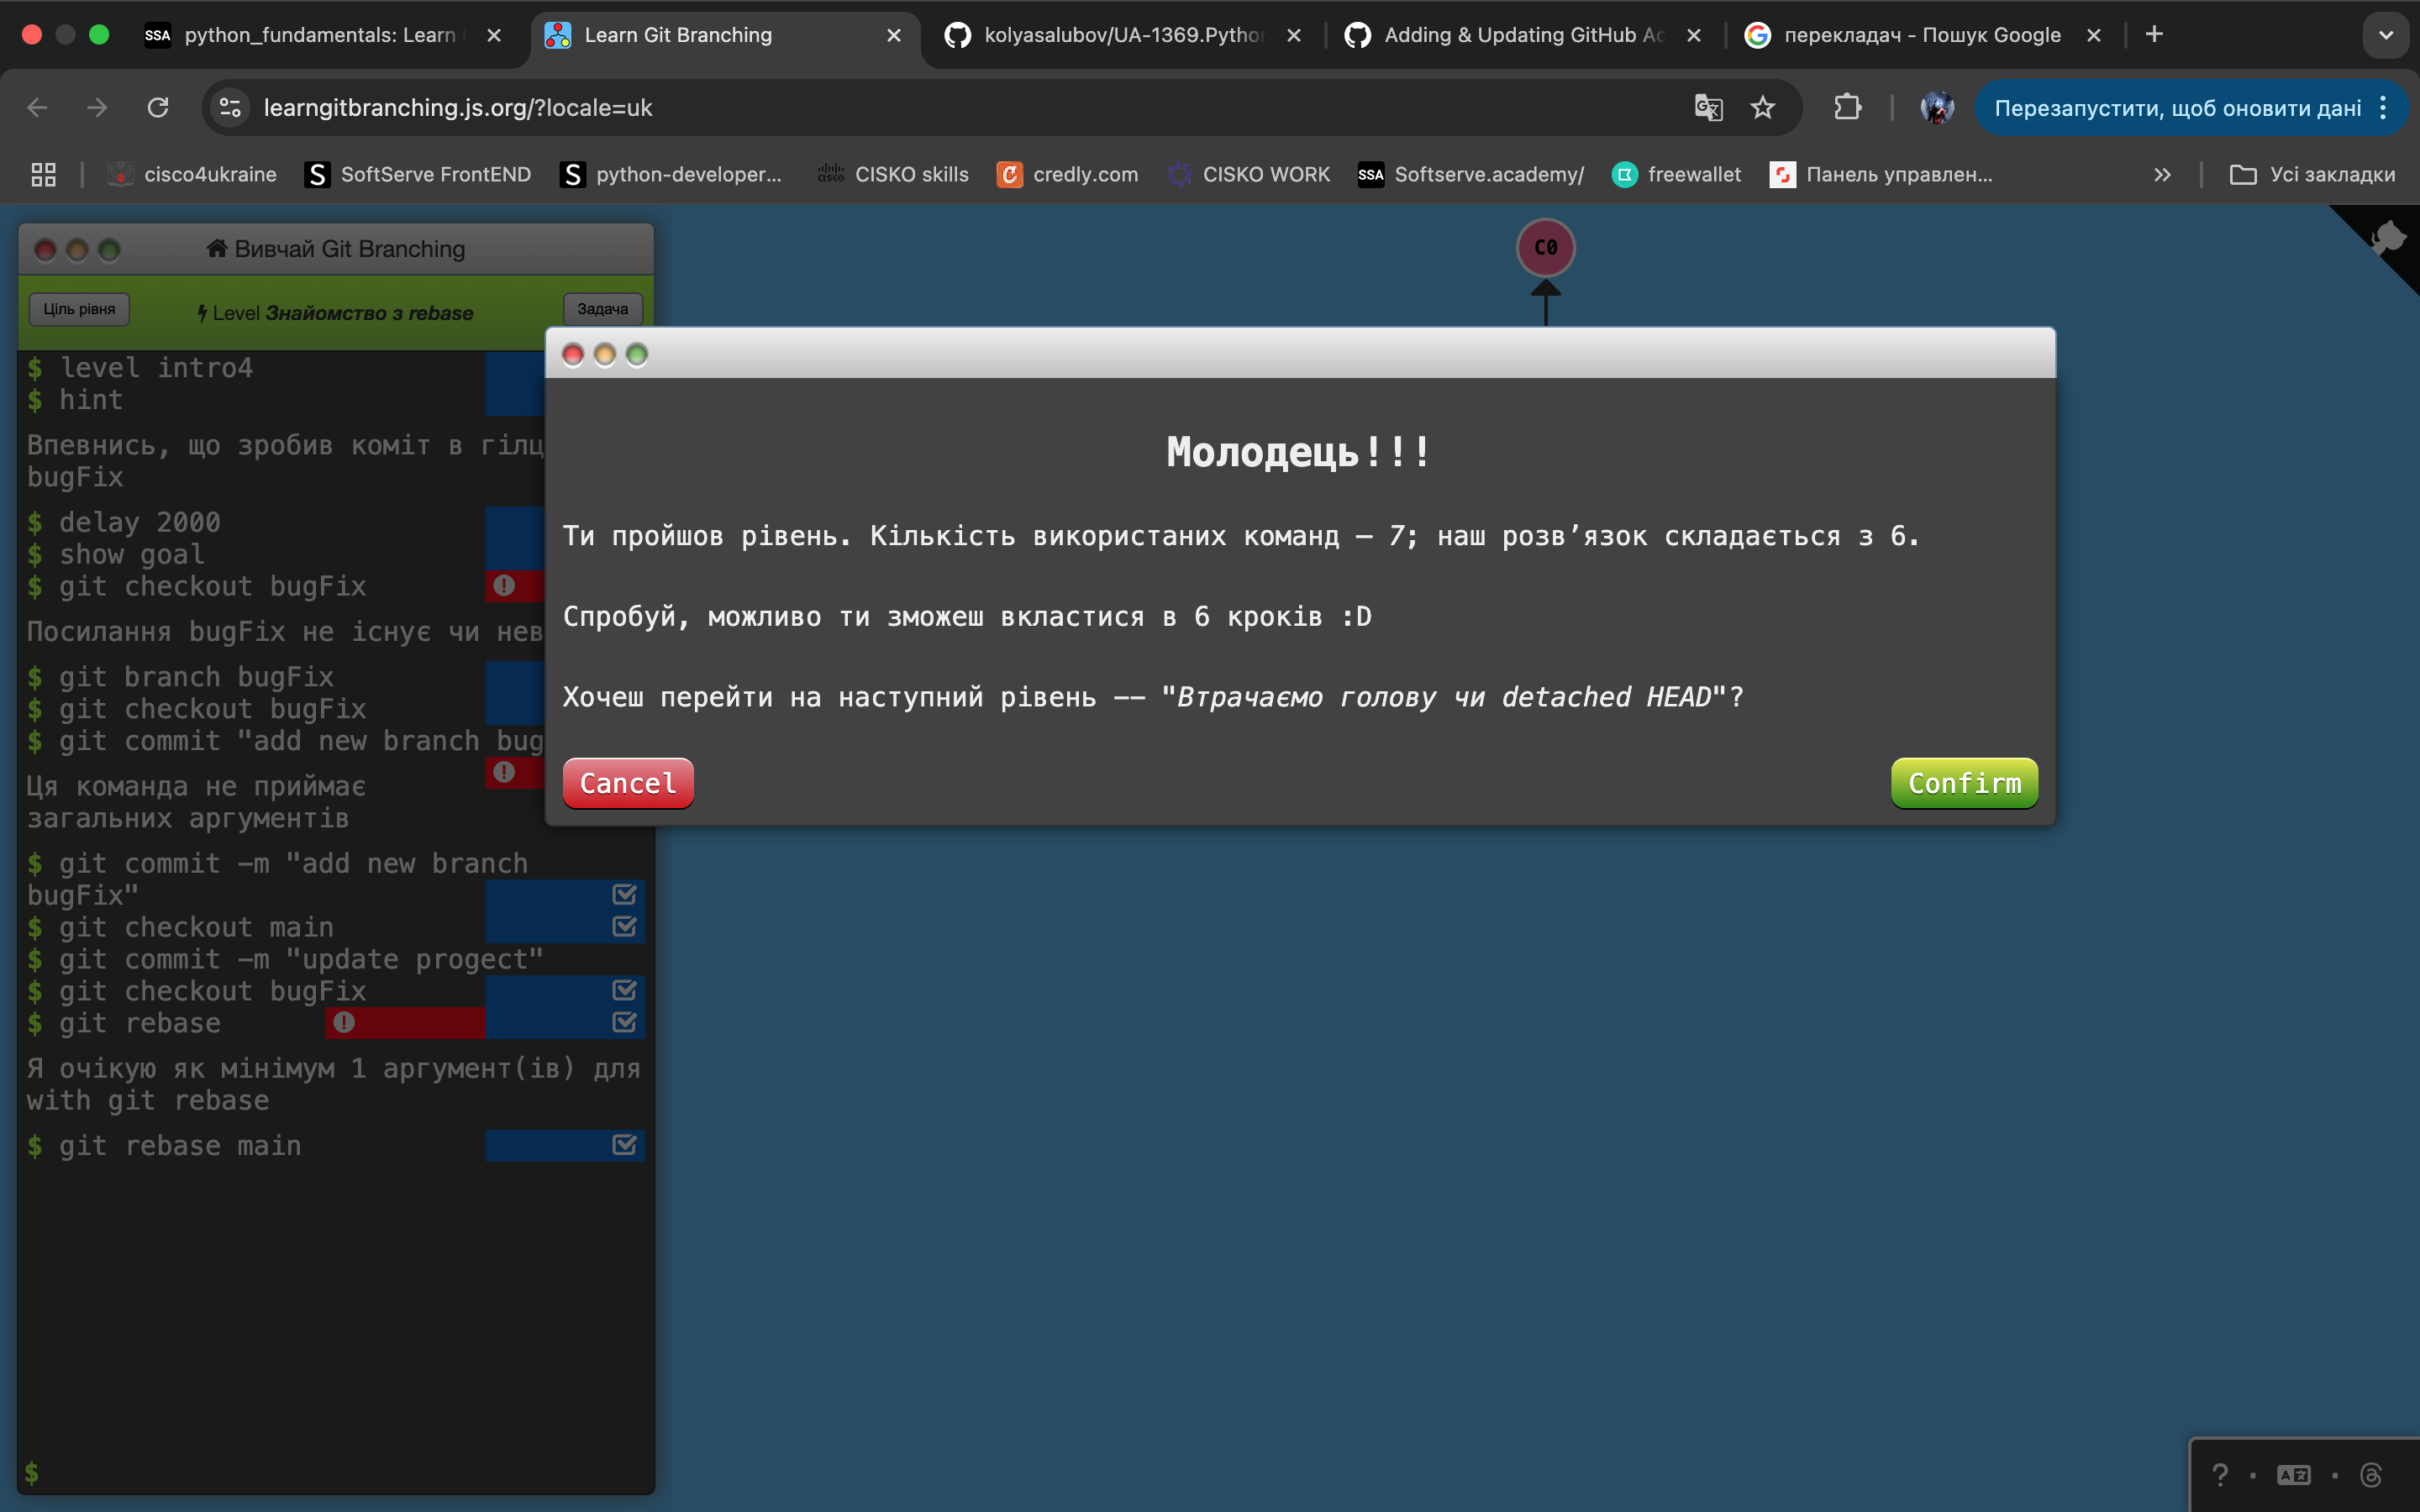 python_fundamentals: Learn
Learn Git Branching
kolyasalubov/UA-1369.Python
Adding & Updating GitHub Ac
перекладач - Пошук Google
learngitbranching.js.org/?locale=uk
Перезапустити, щоб оновити дані
cisco4ukraine
SoftServe FrontEND
python-developer...
CISKO skills
credly.com
CISKO WORK
Softserve.academy/
freewallet
Панель управлен...
Усі закладки
Вивчай Git Branching
Ціль рівня
Level Знайомство з rebase
Задача
C0
$ level intro4
$ hint
Впевнись, що зробив коміт в гілц
bugFix
$ delay 2000
$ show goal
$ git checkout bugFix
Посилання bugFix не існує чи нев
$ git branch bugFix
$ git checkout bugFix
$ git commit "add new branch bug
Ця команда не приймає
загальних аргументів
$ git commit -m "add new branch
bugFix"
$ git checkout main
$ git commit -m "update progect"
$ git checkout bugFix
$ git rebase
Я очікую як мінімум 1 аргумент(ів) для
with git rebase
$ git rebase main
$
Молодець!!!
Ти пройшов рівень. Кількість використаних команд – 7; наш розв’язок складається з 6.
Спробуй, можливо ти зможеш вкластися в 6 кроків :D
Хочеш перейти на наступний рівень -- "Втрачаємо голову чи detached HEAD"?
Cancel
Confirm